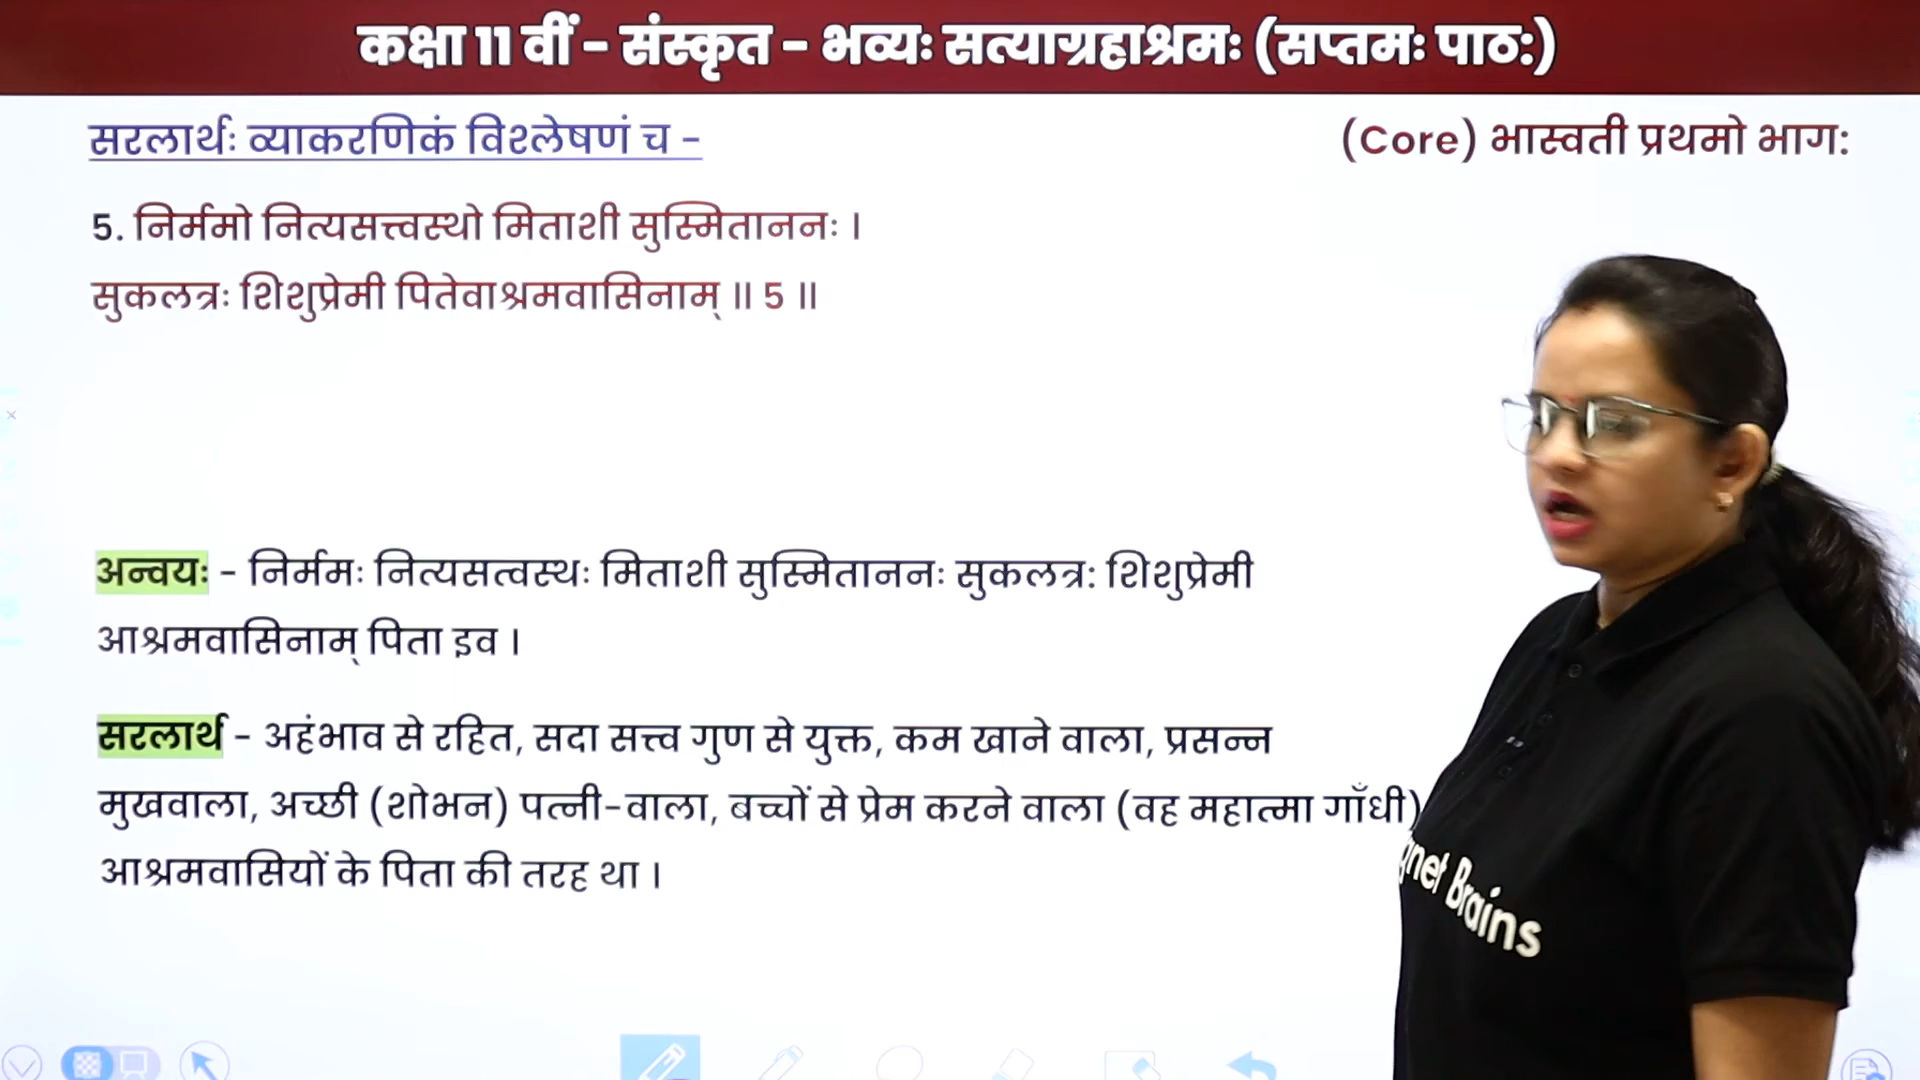 कक्षा 11 वीं - संस्कृत - भव्यः सत्याग्रहाश्रमः (सप्तमः पाठ:)
सरलार्थः व्याकरणिकं विश्लेषणं च -
(Core) भास्वती प्रथमो भाग:
5. निर्ममो नित्यसत्त्वस्थो मिताशी सुस्मिताननः ।
सुकलत्रः शिशुप्रेमी पितेवाश्रमवासिनाम् ॥ 5 ॥
अन्वयः - निर्ममः नित्यसत्वस्थः मिताशी सुस्मिताननः सुकलत्र: शिशुप्रेमी
आश्रमवासिनाम् पिता इव ।
सरलार्थ - अहंभाव से रहित, सदा सत्त्व गुण से युक्त, कम खाने वाला, प्रसन्न
मुखवाला, अच्छी (शोभन) पत्नी-वाला, बच्चों से प्रेम करने वाला (वह महात्मा गाँधी)
आश्रमवासियों के पिता की तरह था ।
gnet Brains